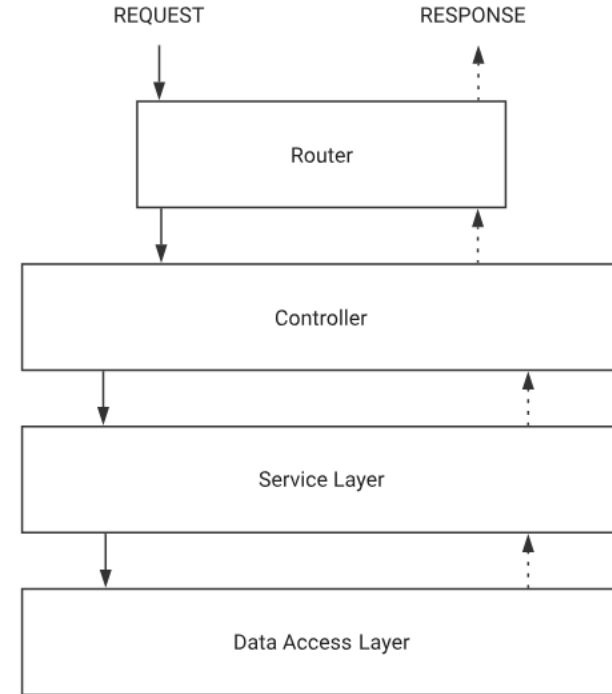 REQUEST
RESPONSE
Router
Controller
Service Layer
Data Access Layer